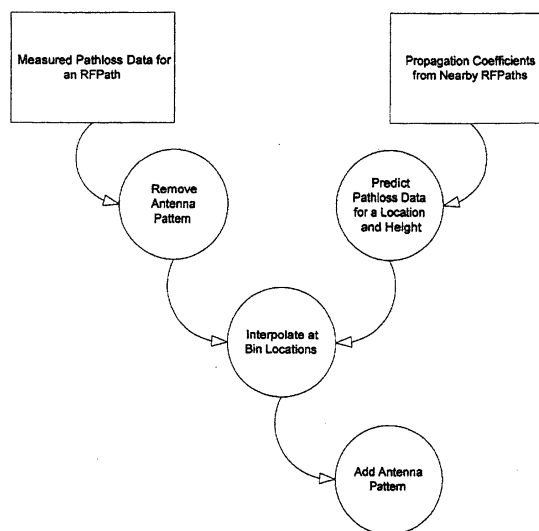 Measured Pathloss Data for
an RFPath
Propagation Coefficients
from Nearby RFPaths
Remove
Antenna
Pattern
Predict
Pathloss Data
for a Location
and Height
Interpolate at
Bin Locations
Add Antenna
Pattern